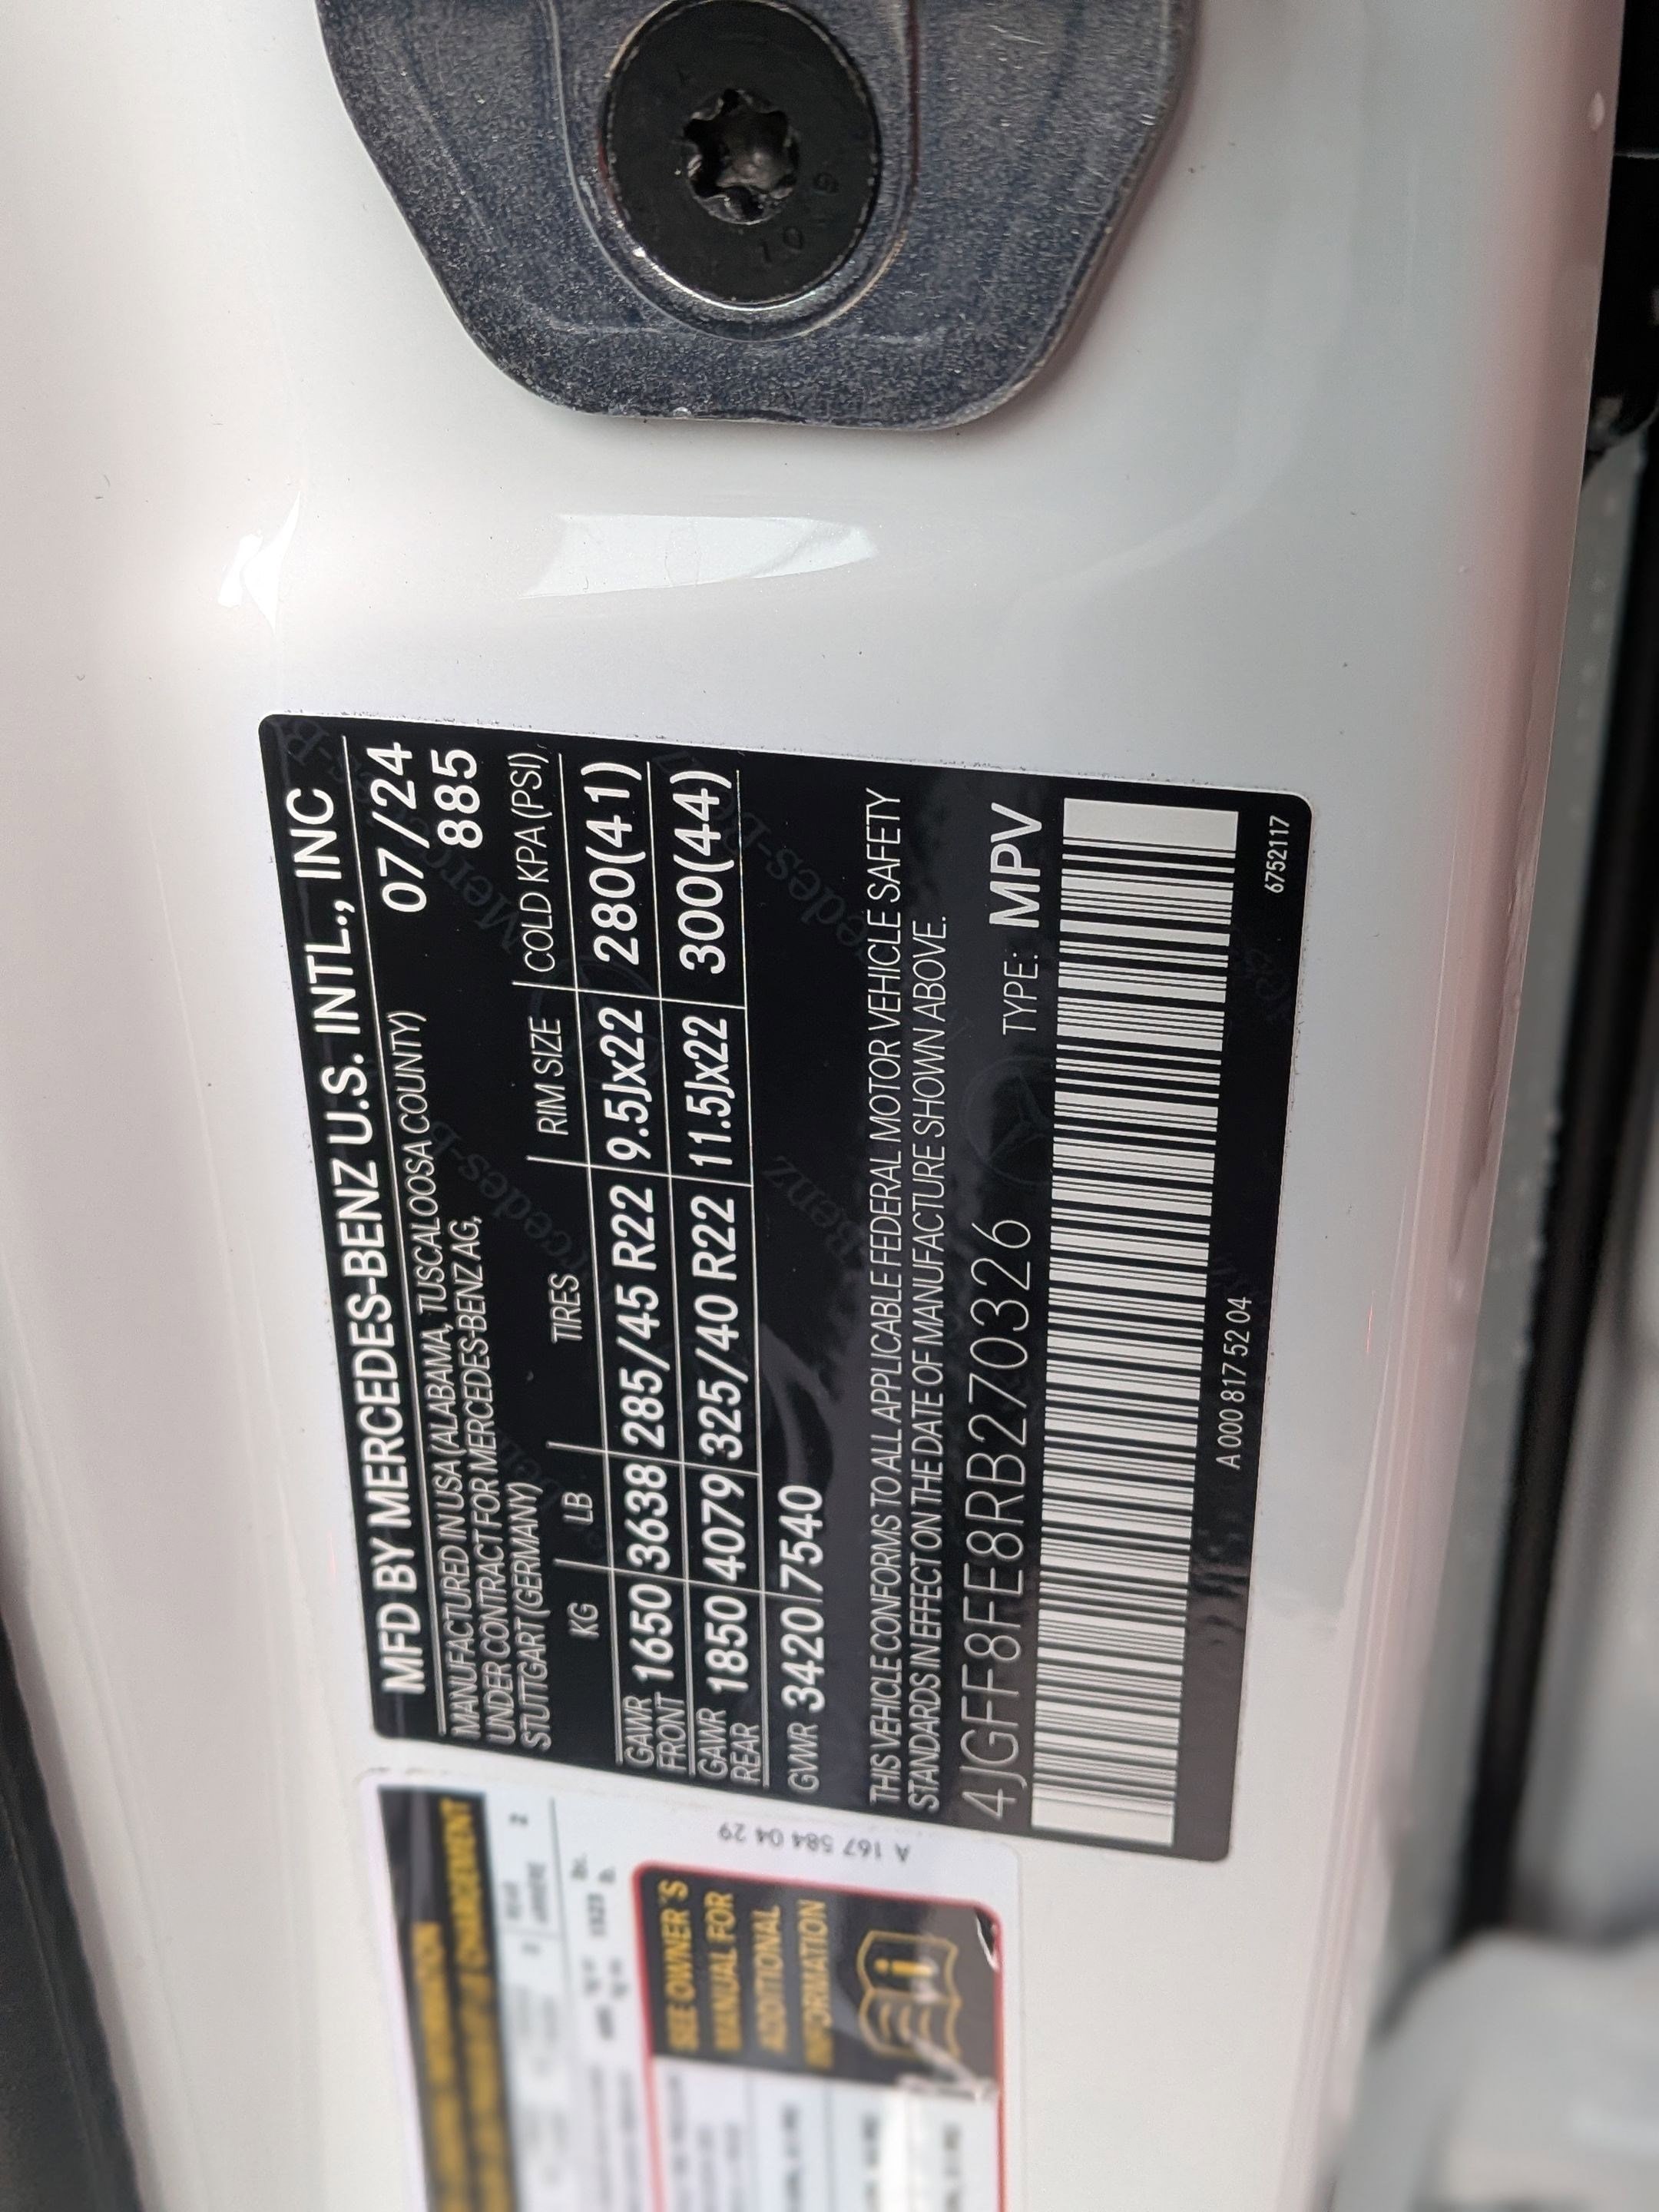 10.9
MFD BY MERCEDES-BENZ U.S. INTL., INC
MANUFACTURED IN USA (ALABAMA, TUSCALOOSA COUNTY) 07/24
UNDER CONTRACT FOR MERCEDES-BENZ AG, 885
STUTTGART (GERMANY)
KG LB TIRES RIM SIZE COLD KPA (PSI)
GAWR FRONT 1650 3638 285/45 R22 9.5Jx22 280(41)
GAWR REAR 1850 4079 325/40 R22 11.5Jx22 300(44)
GVWR 3420 7540
THIS VEHICLE CONFORMS TO ALL APPLICABLE FEDERAL MOTOR VEHICLE SAFETY
STANDARDS IN EFFECT ON THE DATE OF MANUFACTURE SHOWN ABOVE.
4JGFF8FE8RB270326 TYPE: MPV
A 000 817 52 04
6752117
A 167 584 04 29
SEE OWNER'S
MANUAL FOR
ADDITIONAL
INFORMATION